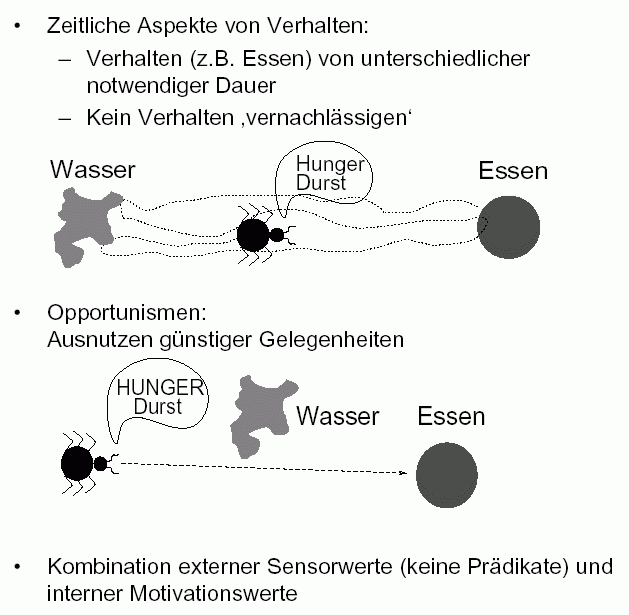 • Zeitliche Aspekte von Verhalten:
– Verhalten (z.B. Essen) von unterschiedlicher
notwendiger Dauer
– Kein Verhalten ‚vernachlässigen‘
Wasser
Hunger
Durst
Essen
• Opportunismen:
Ausnutzen günstiger Gelegenheiten
HUNGER
Durst
Wasser
Essen
• Kombination externer Sensorwerte (keine Prädikate) und
interner Motivationswerte